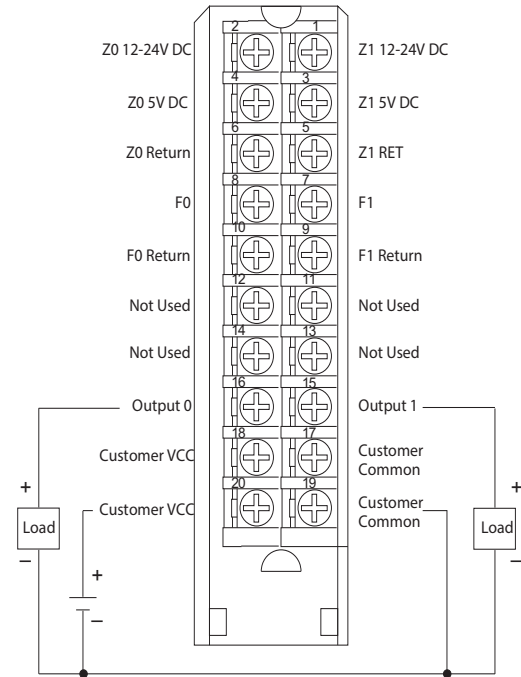 2 1
Z0 12-24V DC Z1 12-24V DC
4 3
Z0 5V DC Z1 5V DC
6 5
Z0 Return Z1 RET
8 7
F0 F1
10 9
F0 Return F1 Return
12 11
Not Used Not Used
14 13
Not Used Not Used
16 15
Output 0 Output 1
18 17
Customer VCC Customer
Common
20 19
+ Customer VCC Customer +
Common
Load Load
– –
+
–